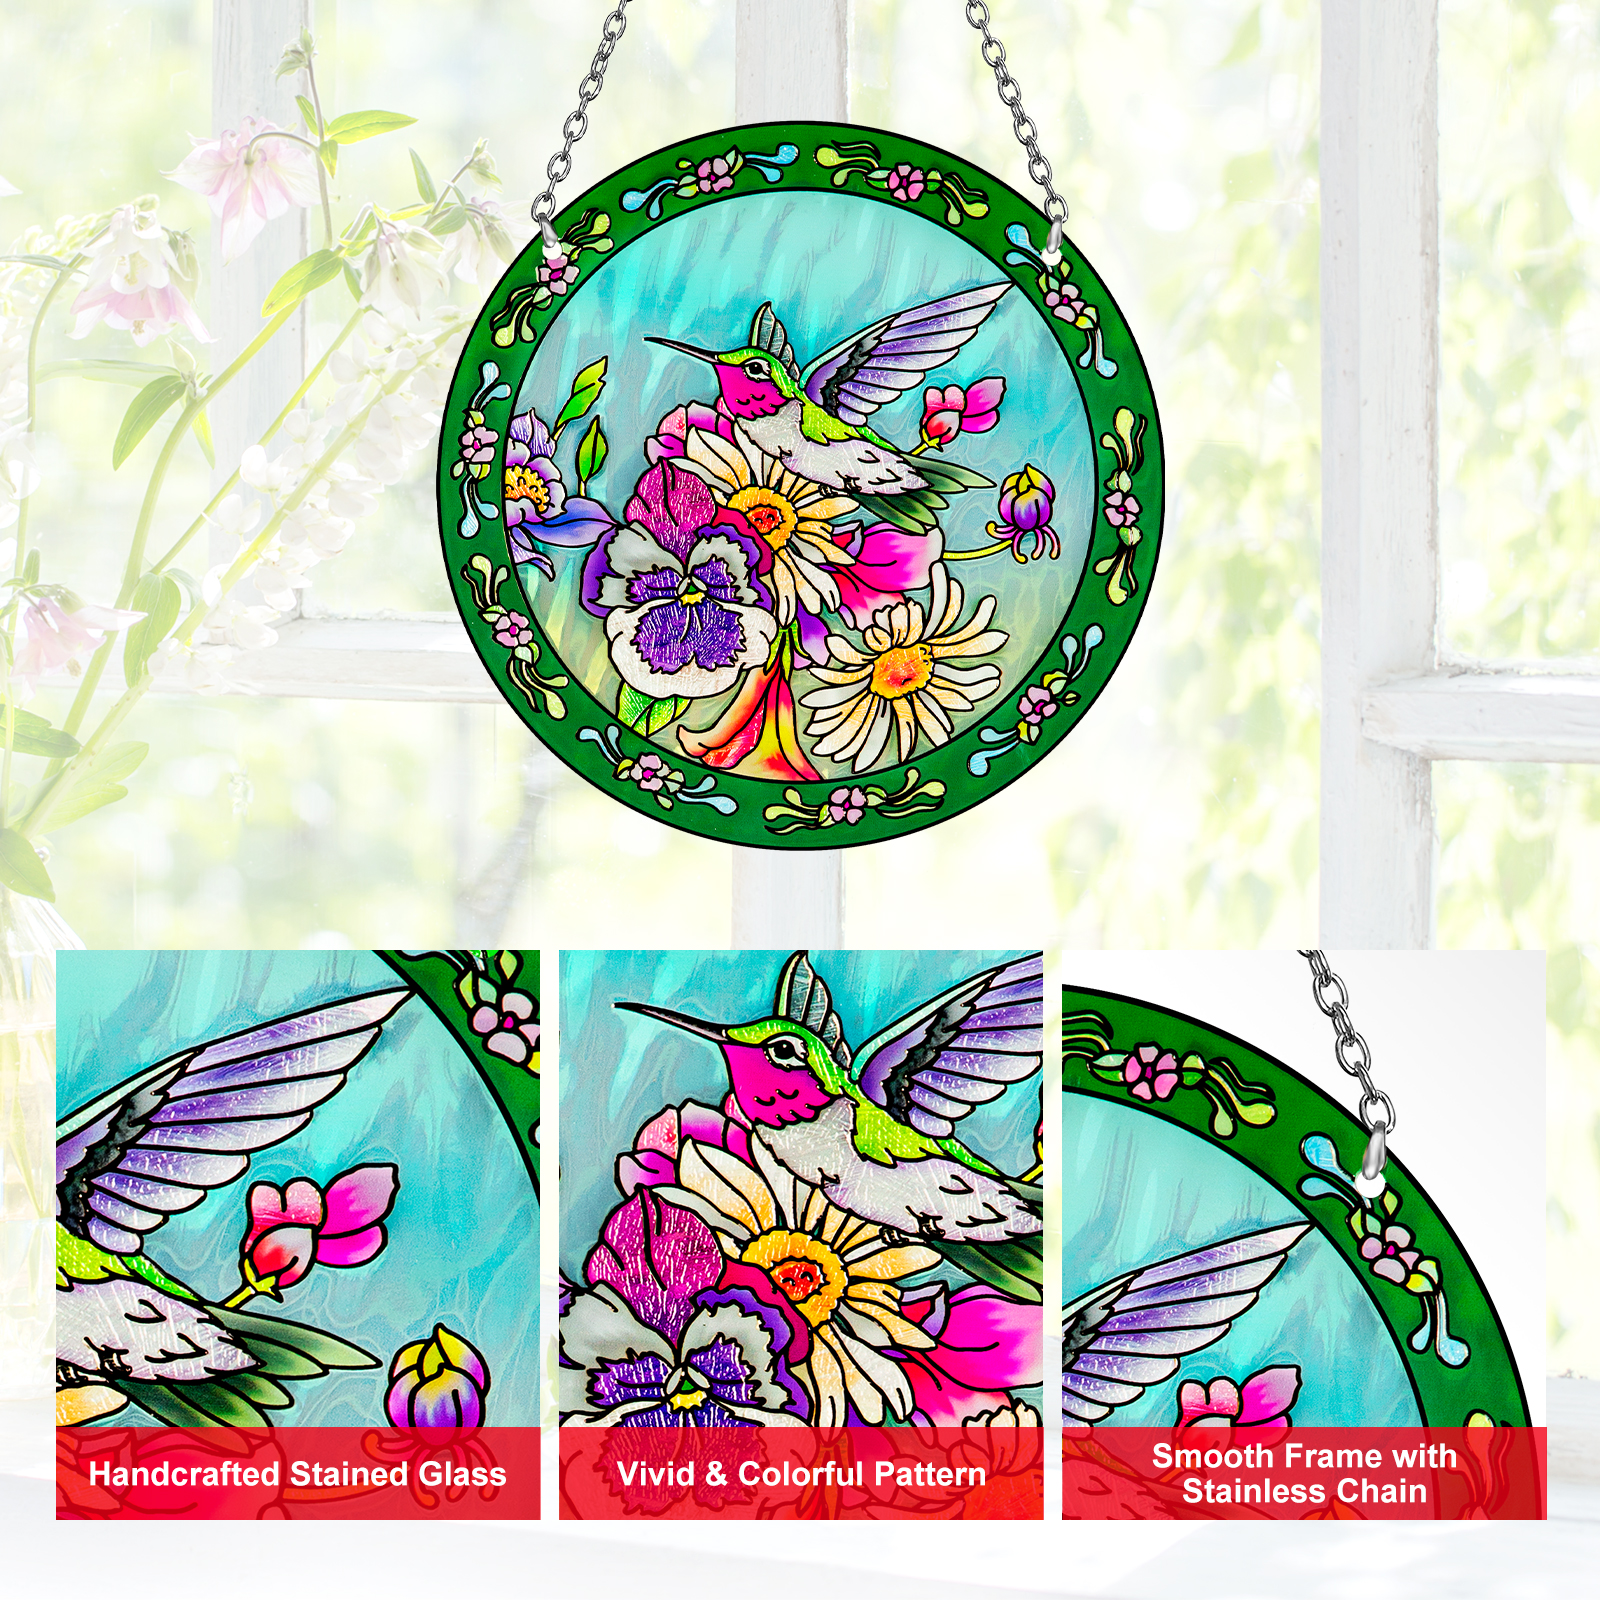 Handcrafted Stained Glass
Vivid & Colorful Pattern
Smooth Frame with
Stainless Chain